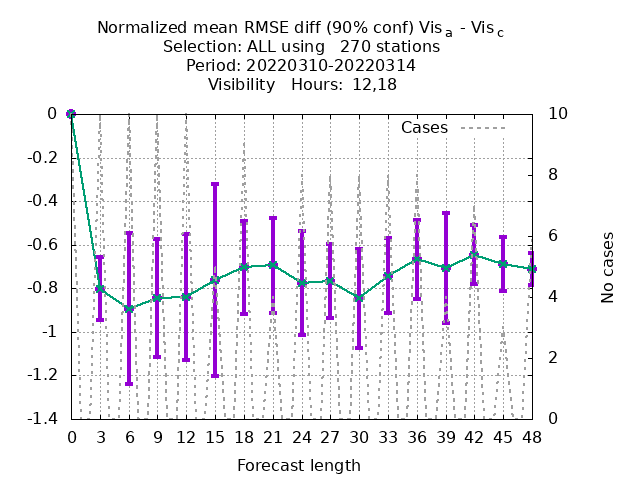 Normalized mean RMSE diff (90% conf) Vis a - Vis c
Selection: ALL using 270 stations
Period: 20220310-20220314
Visibility Hours: 12,18
Cases
0
-0.2
-0.4
-0.6
-0.8
-1
-1.2
-1.4
10
8
6
4
2
0
No cases
0 3 6 9 12 15 18 21 24 27 30 33 36 39 42 45 48
Forecast length